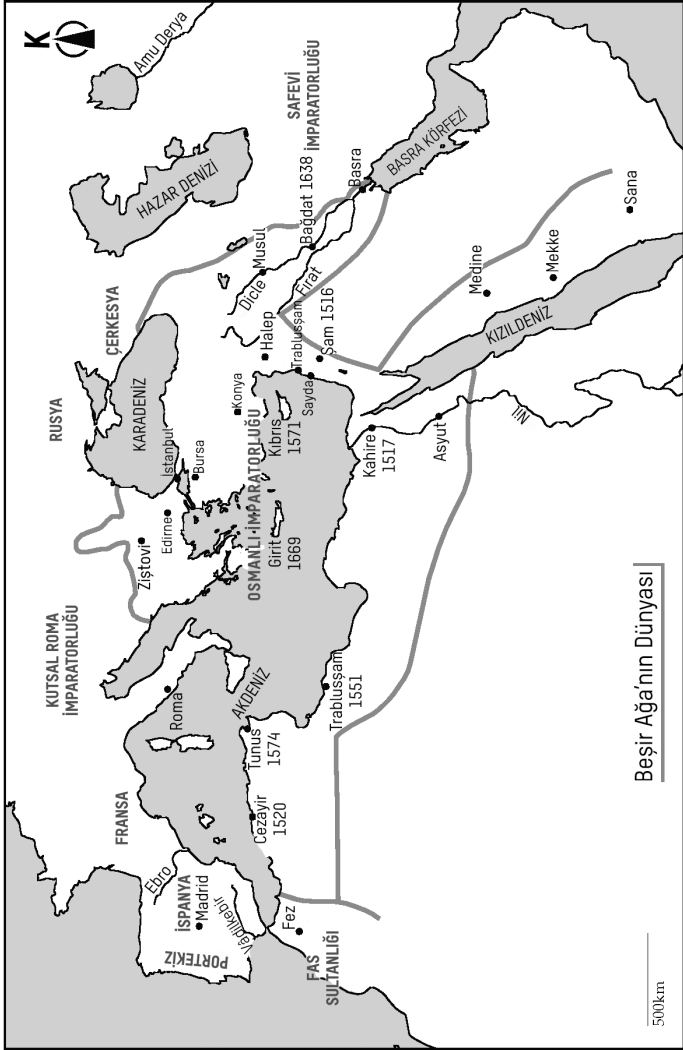 K
Amu Derya
HAZAR DENİZİ
SAFEVİ
İMPARATORLUĞU
ÇERKESYA
RUSYA
KARADENİZ
İstanbul
Bursa
Edirne
Ziştovi
KUTSAL ROMA
İMPARATORLUĞU
FRANSA
Roma
AKDENİZ
Ebro
İSPANYA
Madrid
PORTEKİZ
Vâdilkebir
Fez
FAS
SULTANLIĞI
Cezayir
1520
Tunus
1574
Trablusşam
1551
OSMANLI İMPARATORLUĞU
Girit
1669
Konya
Kıbrıs
1571
Halep
Trablusşam
Sayda
Şam 1516
Dicle
Musul
Fırat
Bağdat 1638
Basra
BASRA KÖRFEZİ
Kahire
1517
Asyut
Nil
KIZILDENİZ
Medine
Mekke
Sana
Beşir Ağa'nın Dünyası
500km